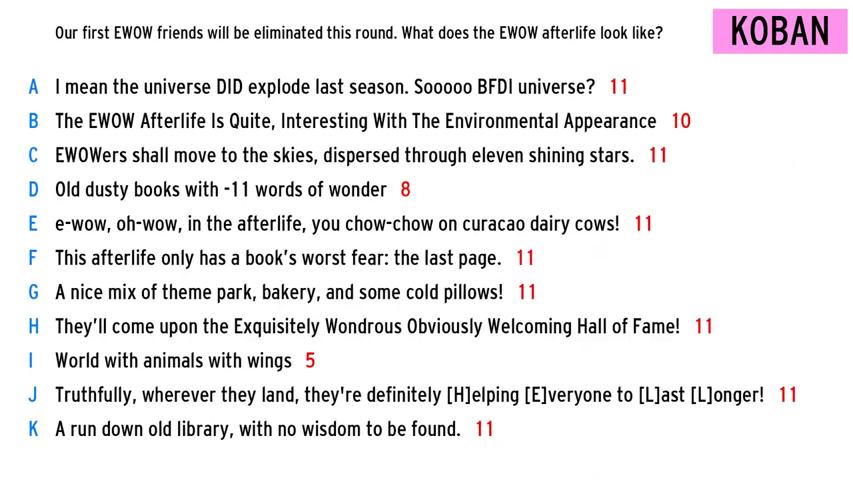 Our first EWOW friends will be eliminated this round. What does the EWOW afterlife look like?
KOBAN
A I mean the universe DID explode last season. Sooooo BFDI universe? 11
B The EWOW Afterlife Is Quite, Interesting With The Environmental Appearance 10
C EWOWers shall move to the skies, dispersed through eleven shining stars. 11
D Old dusty books with -11 words of wonder 8
E e-wow, oh-wow, in the afterlife, you chow-chow on curacao dairy cows! 11
F This afterlife only has a book's worst fear: the last page. 11
G A nice mix of theme park, bakery, and some cold pillows! 11
H They'll come upon the Exquisitely Wondrous Obviously Welcoming Hall of Fame! 11
I World with animals with wings 5
J Truthfully, wherever they land, they're definitely [H]elping [E]veryone to [L]ast [L]onger! 11
K A run down old library, with no wisdom to be found. 11